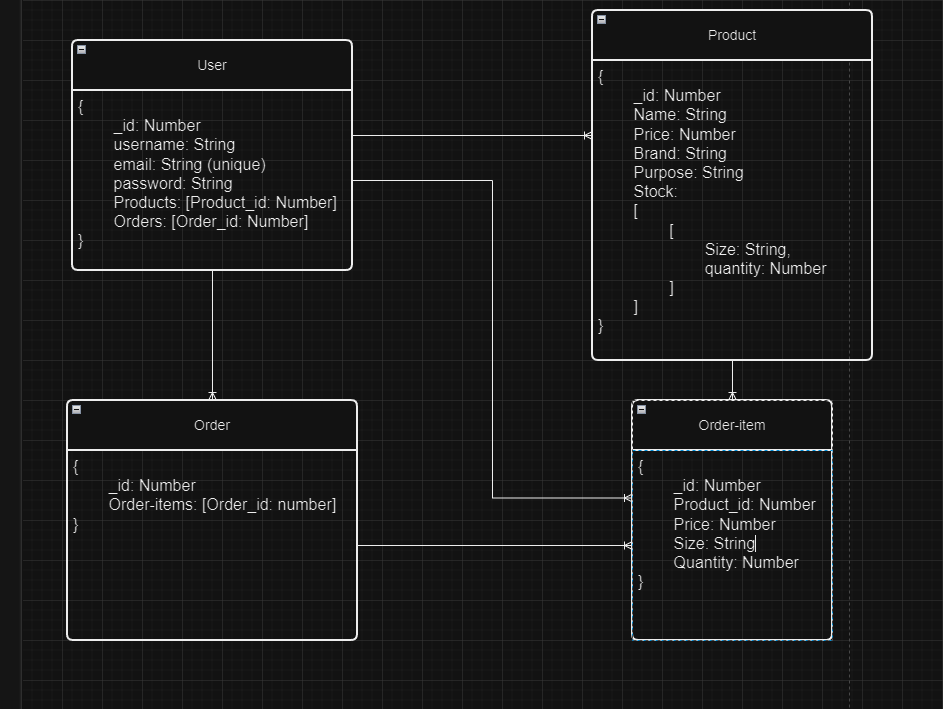 User
{
_id: Number
username: String
email: String (unique)
password: String
Products: [Product_id: Number]
Orders: [Order_id: Number]
}
Product
{
_id: Number
Name: String
Price: Number
Brand: String
Purpose: String
Stock:
[
[
Size: String,
quantity: Number
]
]
}
Order
{
_id: Number
Order-items: [Order_id: number]
}
Order-item
{
_id: Number
Product_id: Number
Price: Number
Size: String
Quantity: Number
}